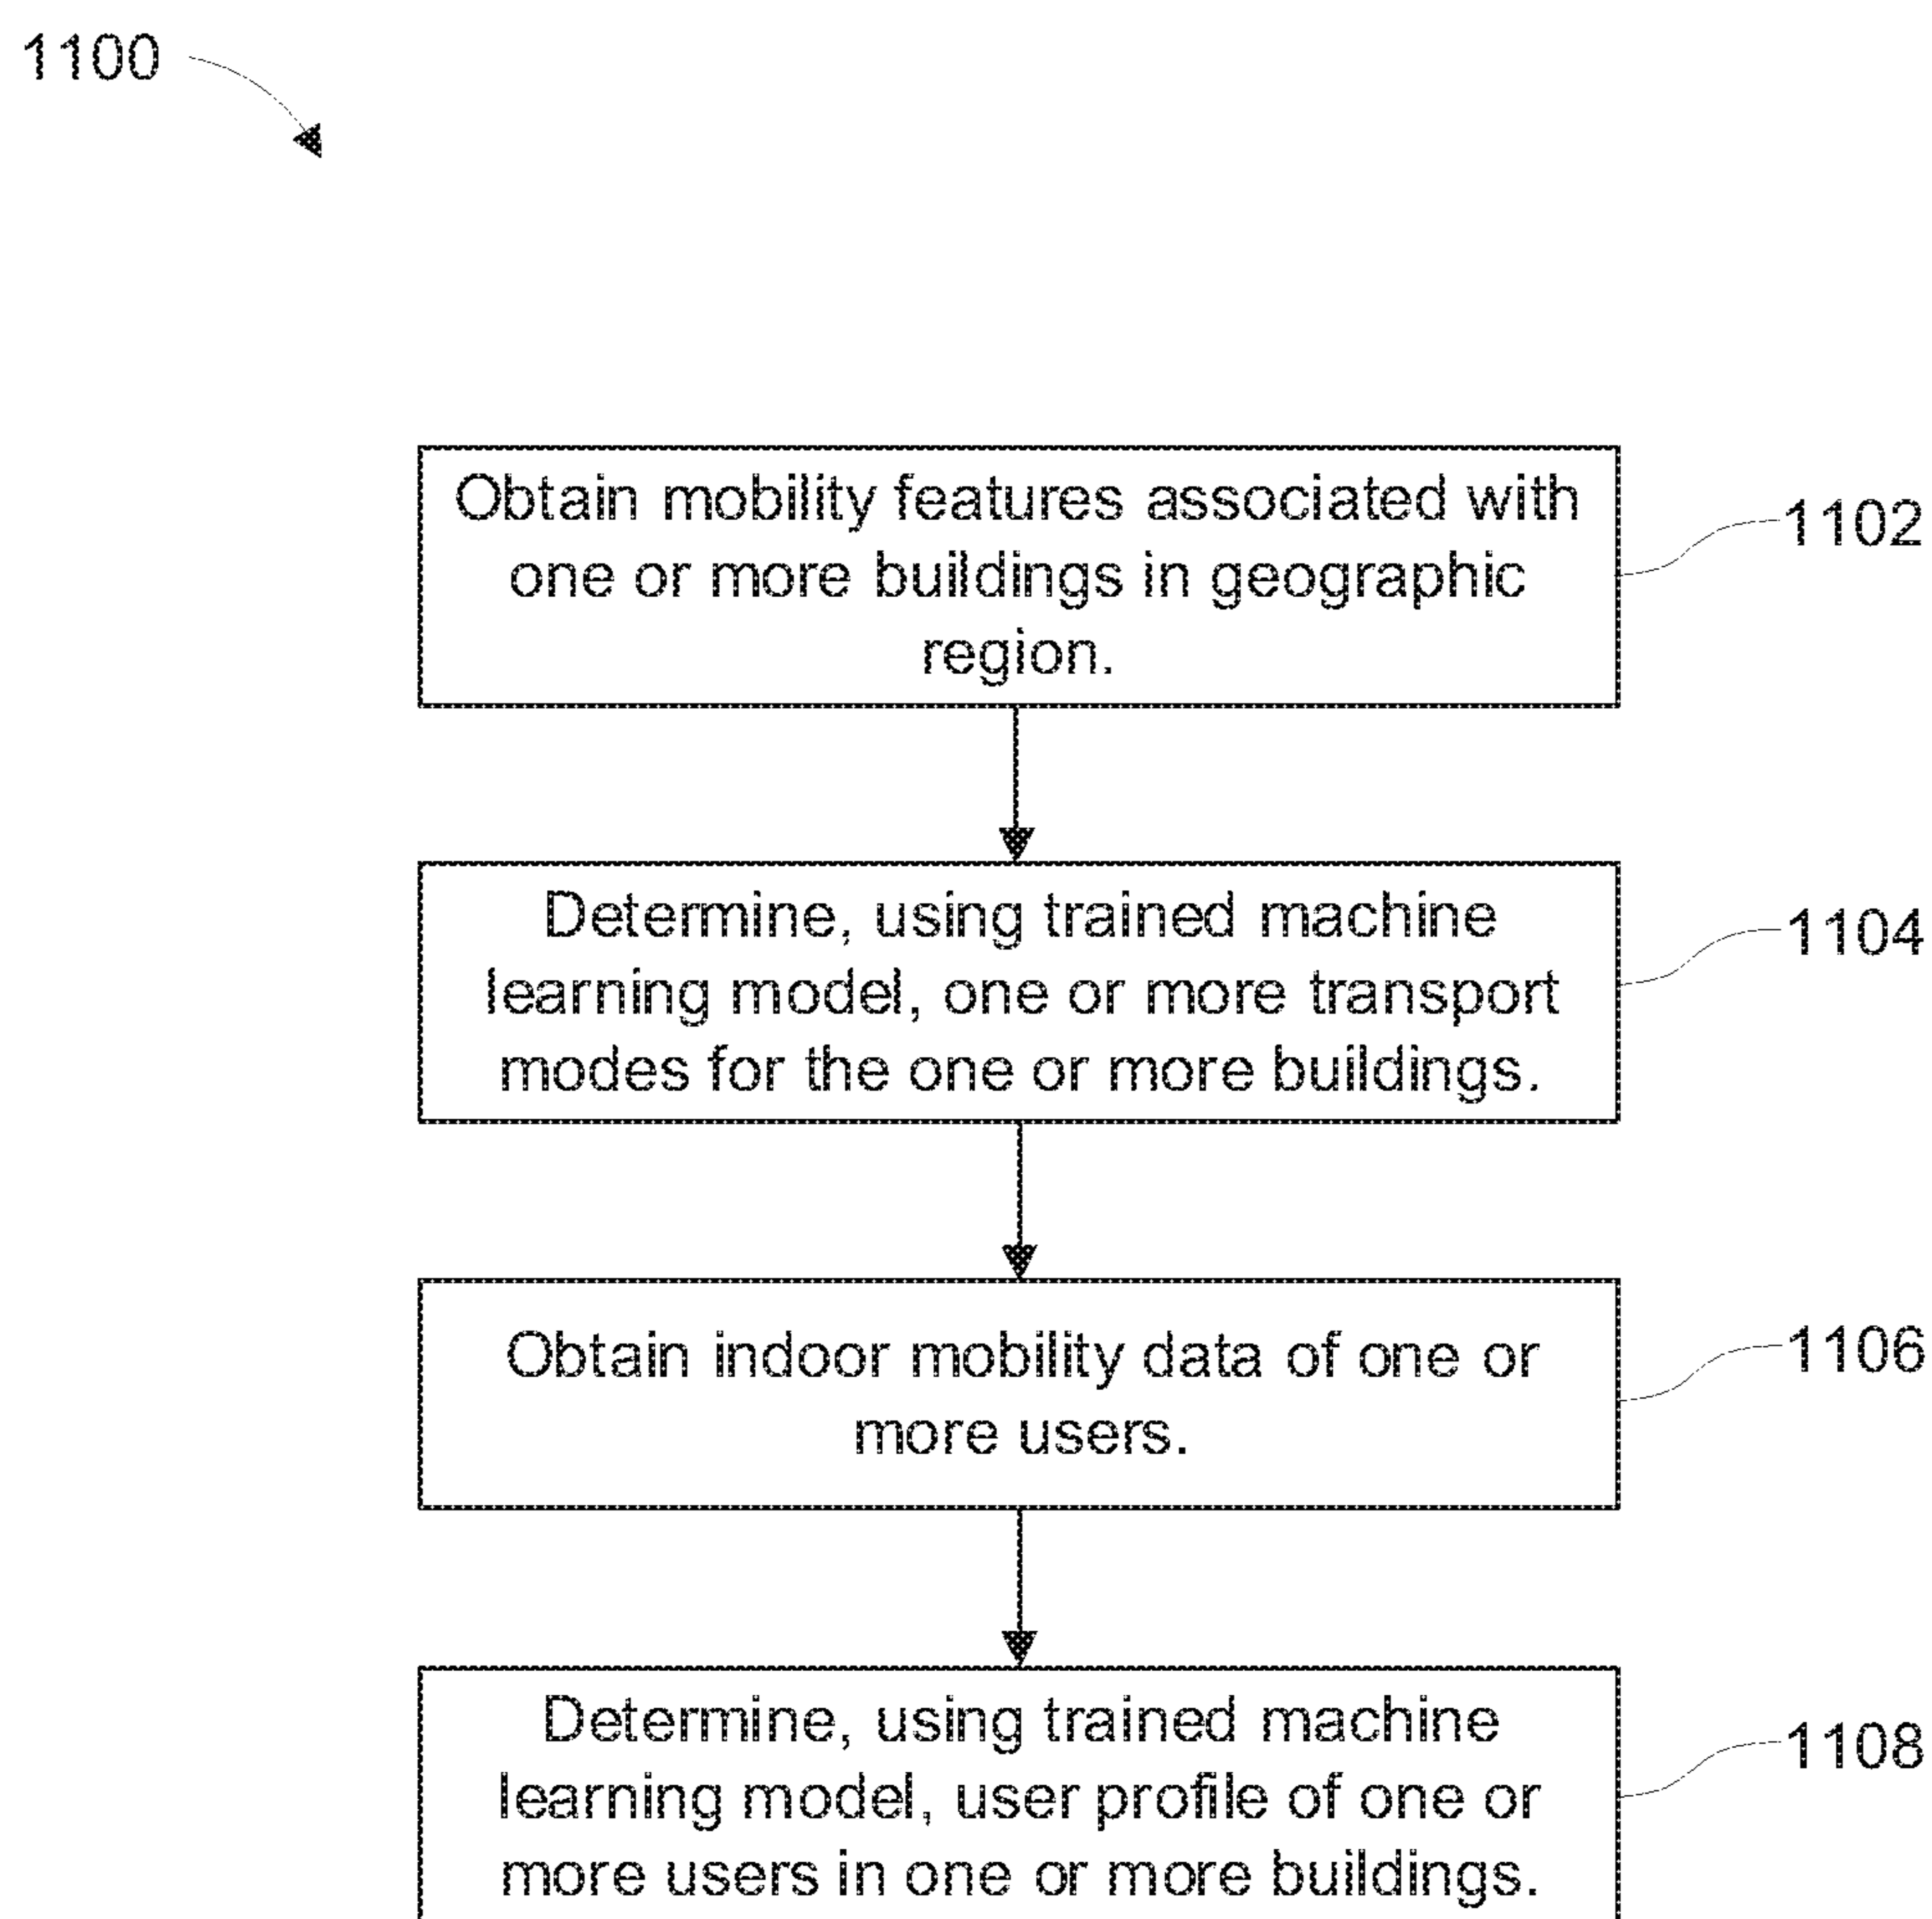 1100
Obtain mobility features associated with
one or more buildings in geographic
region.
1102
Determine, using trained machine
learning model, one or more transport
modes for the one or more buildings.
1104
Obtain indoor mobility data of one or
more users.
1106
Determine, using trained machine
learning model, user profile of one or
more users in one or more buildings.
1108